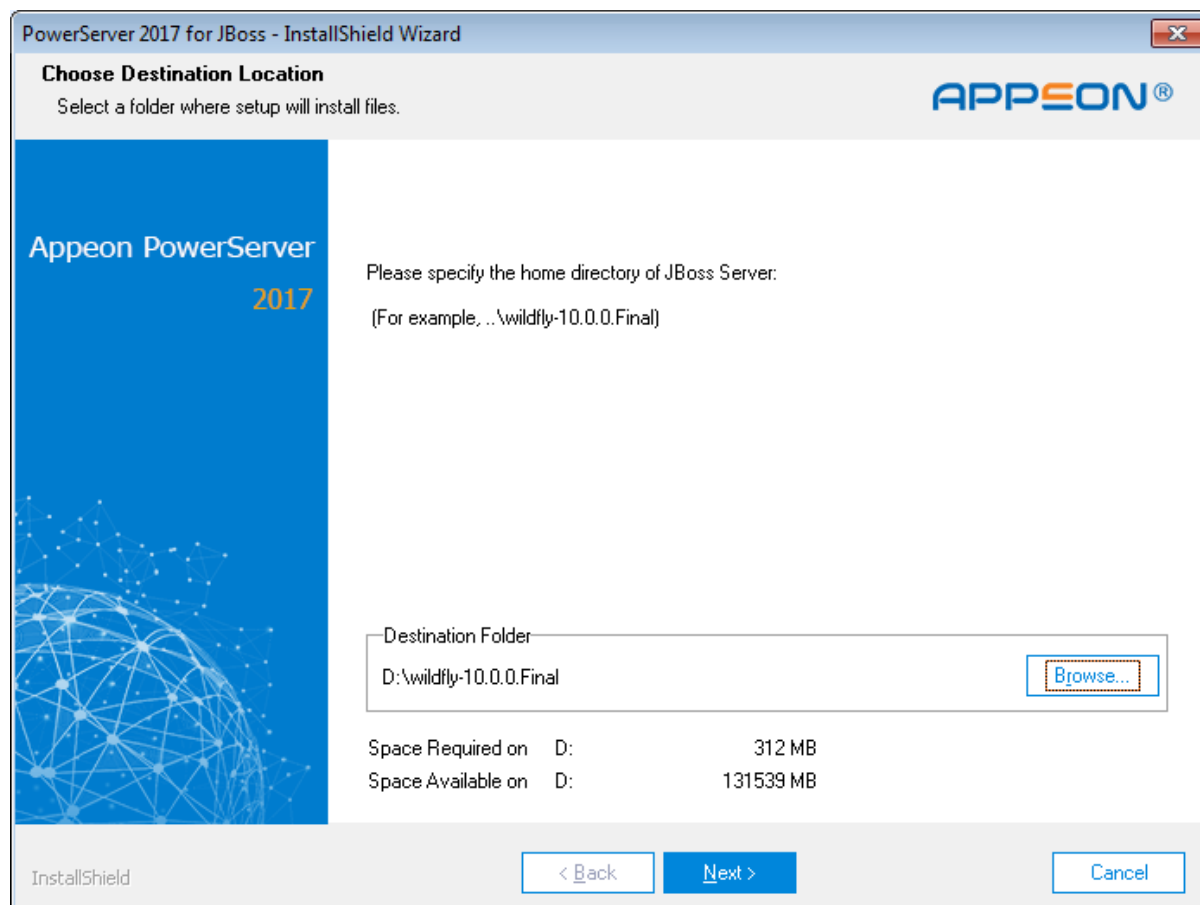 PowerServer 2017 for JBoss - InstallShield Wizard
Choose Destination Location
Select a folder where setup will install files.
APPEON®
Appeon PowerServer
2017
Please specify the home directory of JBoss Server:
(For example, ..\wildfly-10.0.0.Final)
Destination Folder
D:\wildfly-10.0.0.Final
Browse...
Space Required on D: 312 MB
Space Available on D: 131539 MB
InstallShield
< Back
Next >
Cancel